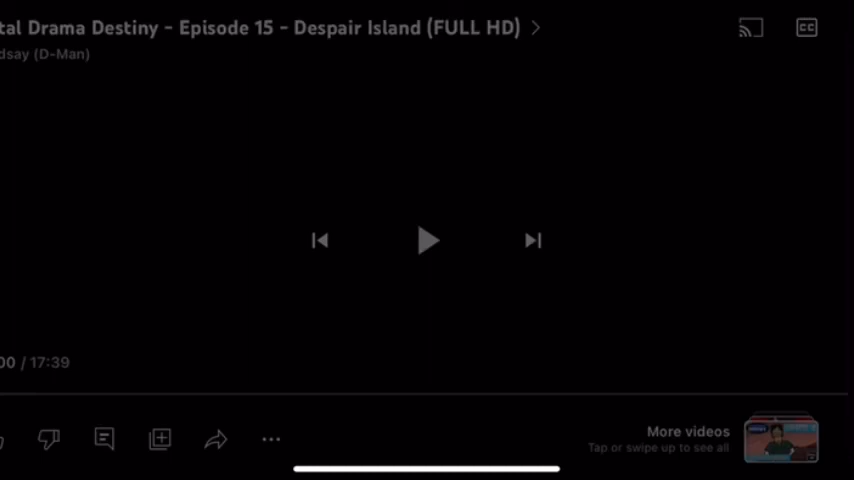 tal Drama Destiny - Episode 15 - Despair Island (FULL HD)
dsay (D-Man)
CC
00 / 17:39
More videos
Tap or swipe up to see all